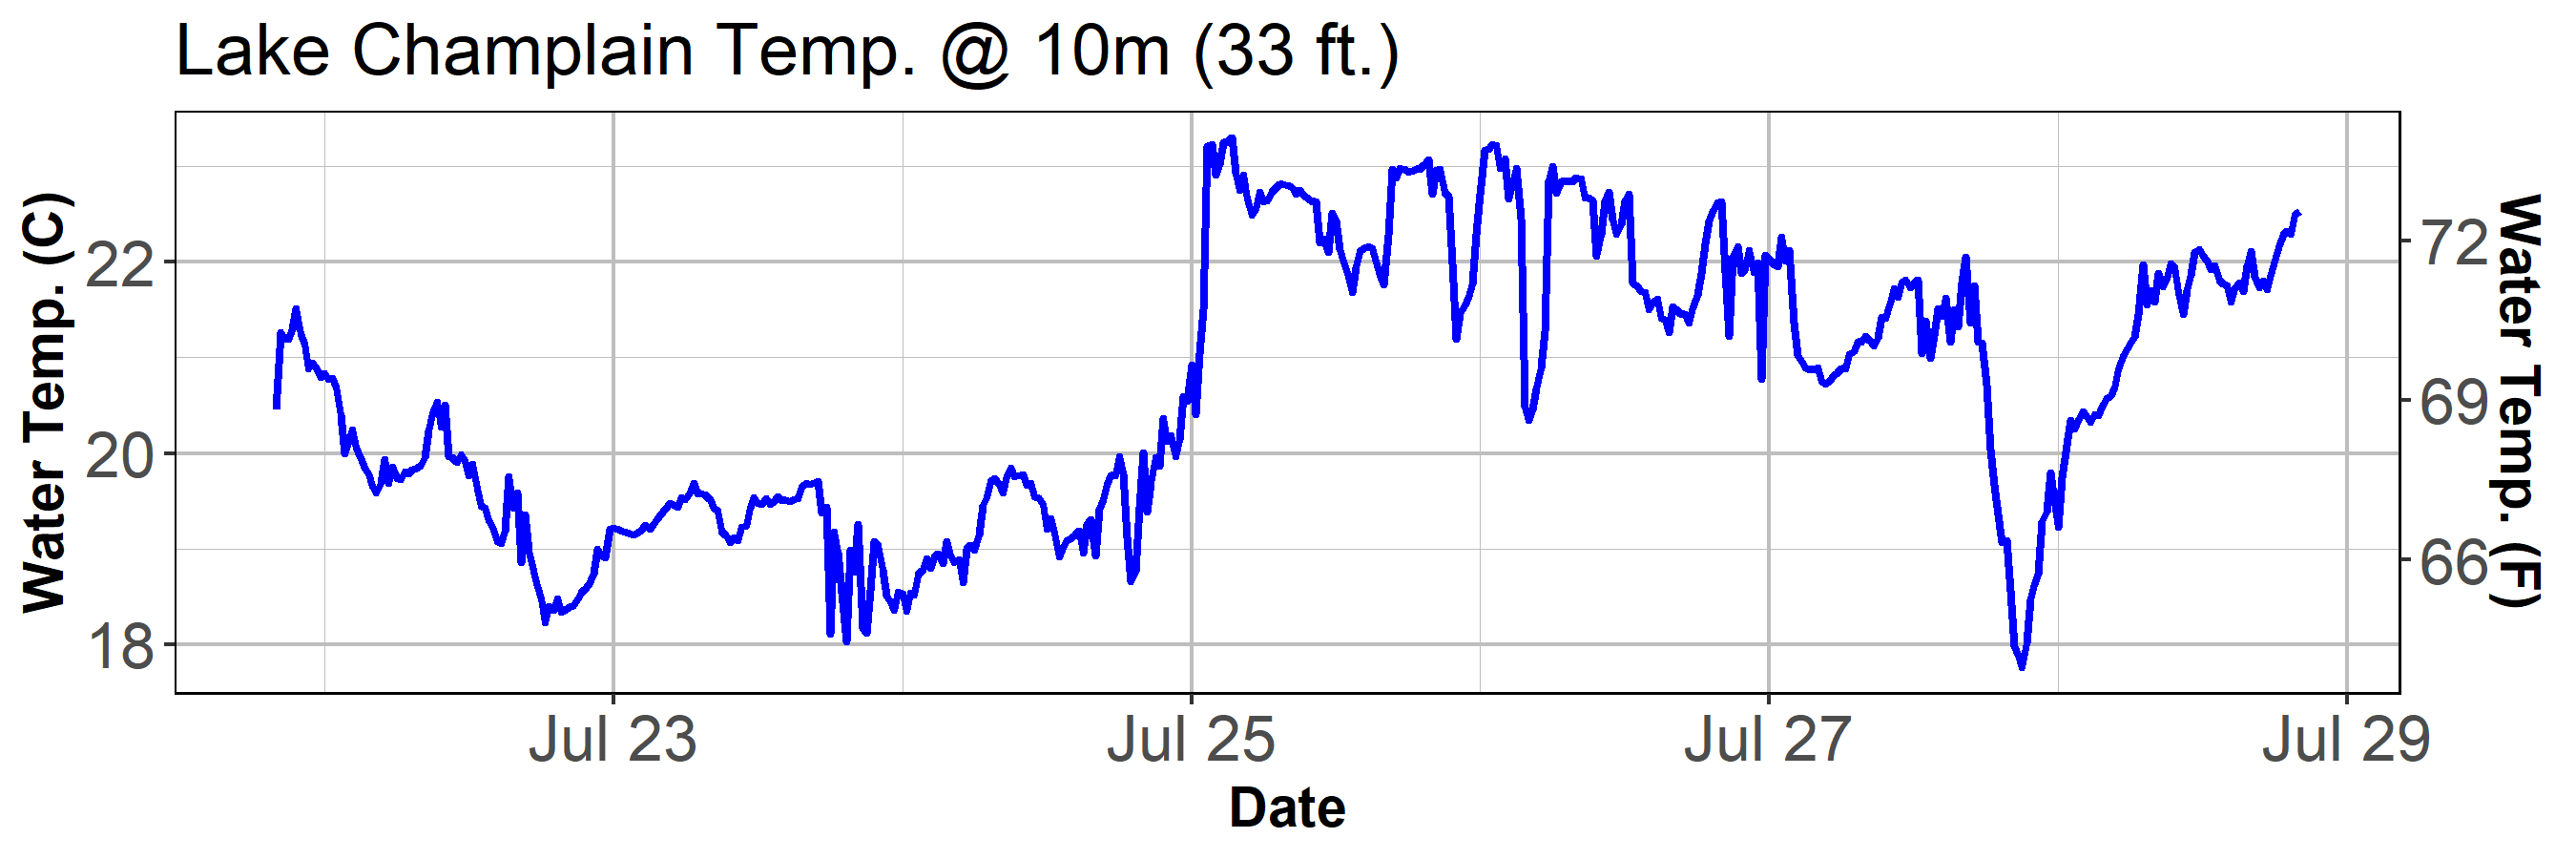 Lake Champlain Temp. @ 10m (33 ft.)
Water Temp. (C)
22
20
18
72
69
66
Water Temp. (F)
Jul 23
Jul 25
Jul 27
Jul 29
Date